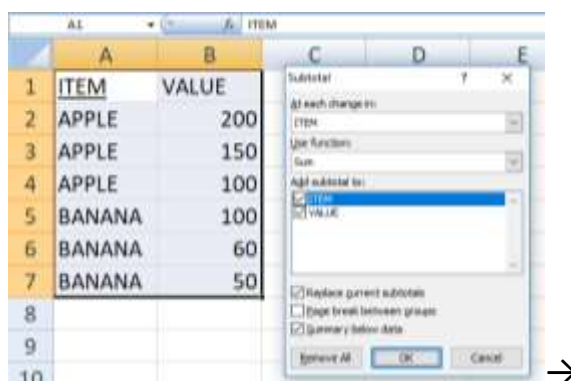 A1 fx ITEM
A B C D E
1 ITEM VALUE
2 APPLE 200
3 APPLE 150
4 APPLE 100
5 BANANA 100
6 BANANA 60
7 BANANA 50
8
9
10
Subtotal ? ×
At each change in:
ITEM
Use function:
Sum
Add subtotal to:
ITEM
VALUE
Replace current subtotals
Page break between groups
Summary below data
Remove All OK Cancel
→